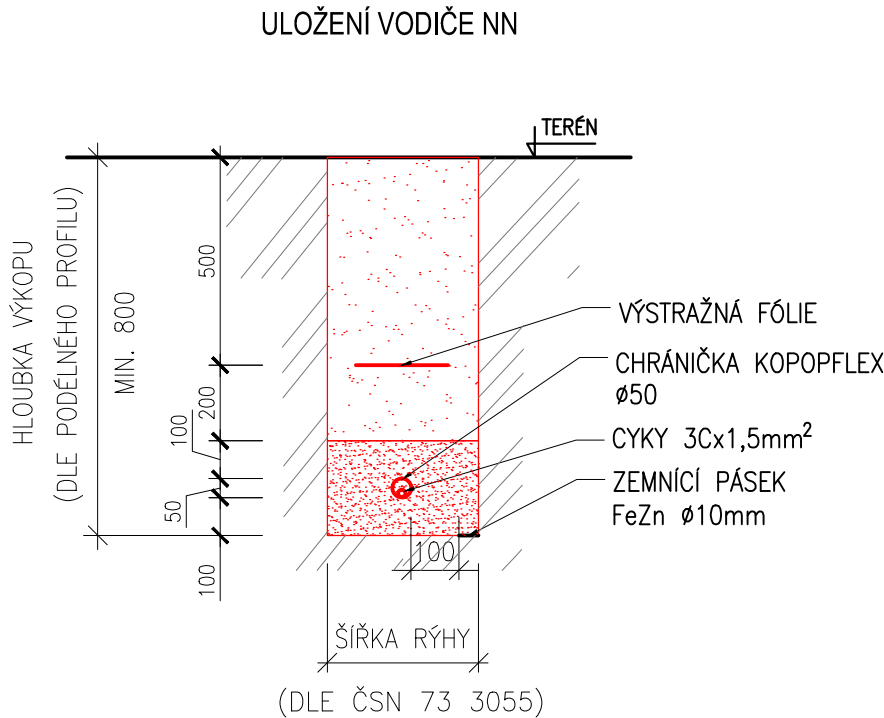 ULOŽENÍ VODIČE NN
TERÉN
HLOUBKA VÝKOPU
(DLE PODÉLNÉHO PROFILU)
MIN. 800
500
200
100
50
100
VÝSTRAŽNÁ FÓLIE
CHRÁNIČKA KOPOPFLEX
ø50
CYKY 3Cx1,5mm²
ZEMNÍCÍ PÁSEK
FeZn ø10mm
100
ŠÍŘKA RÝHY
(DLE ČSN 73 3055)